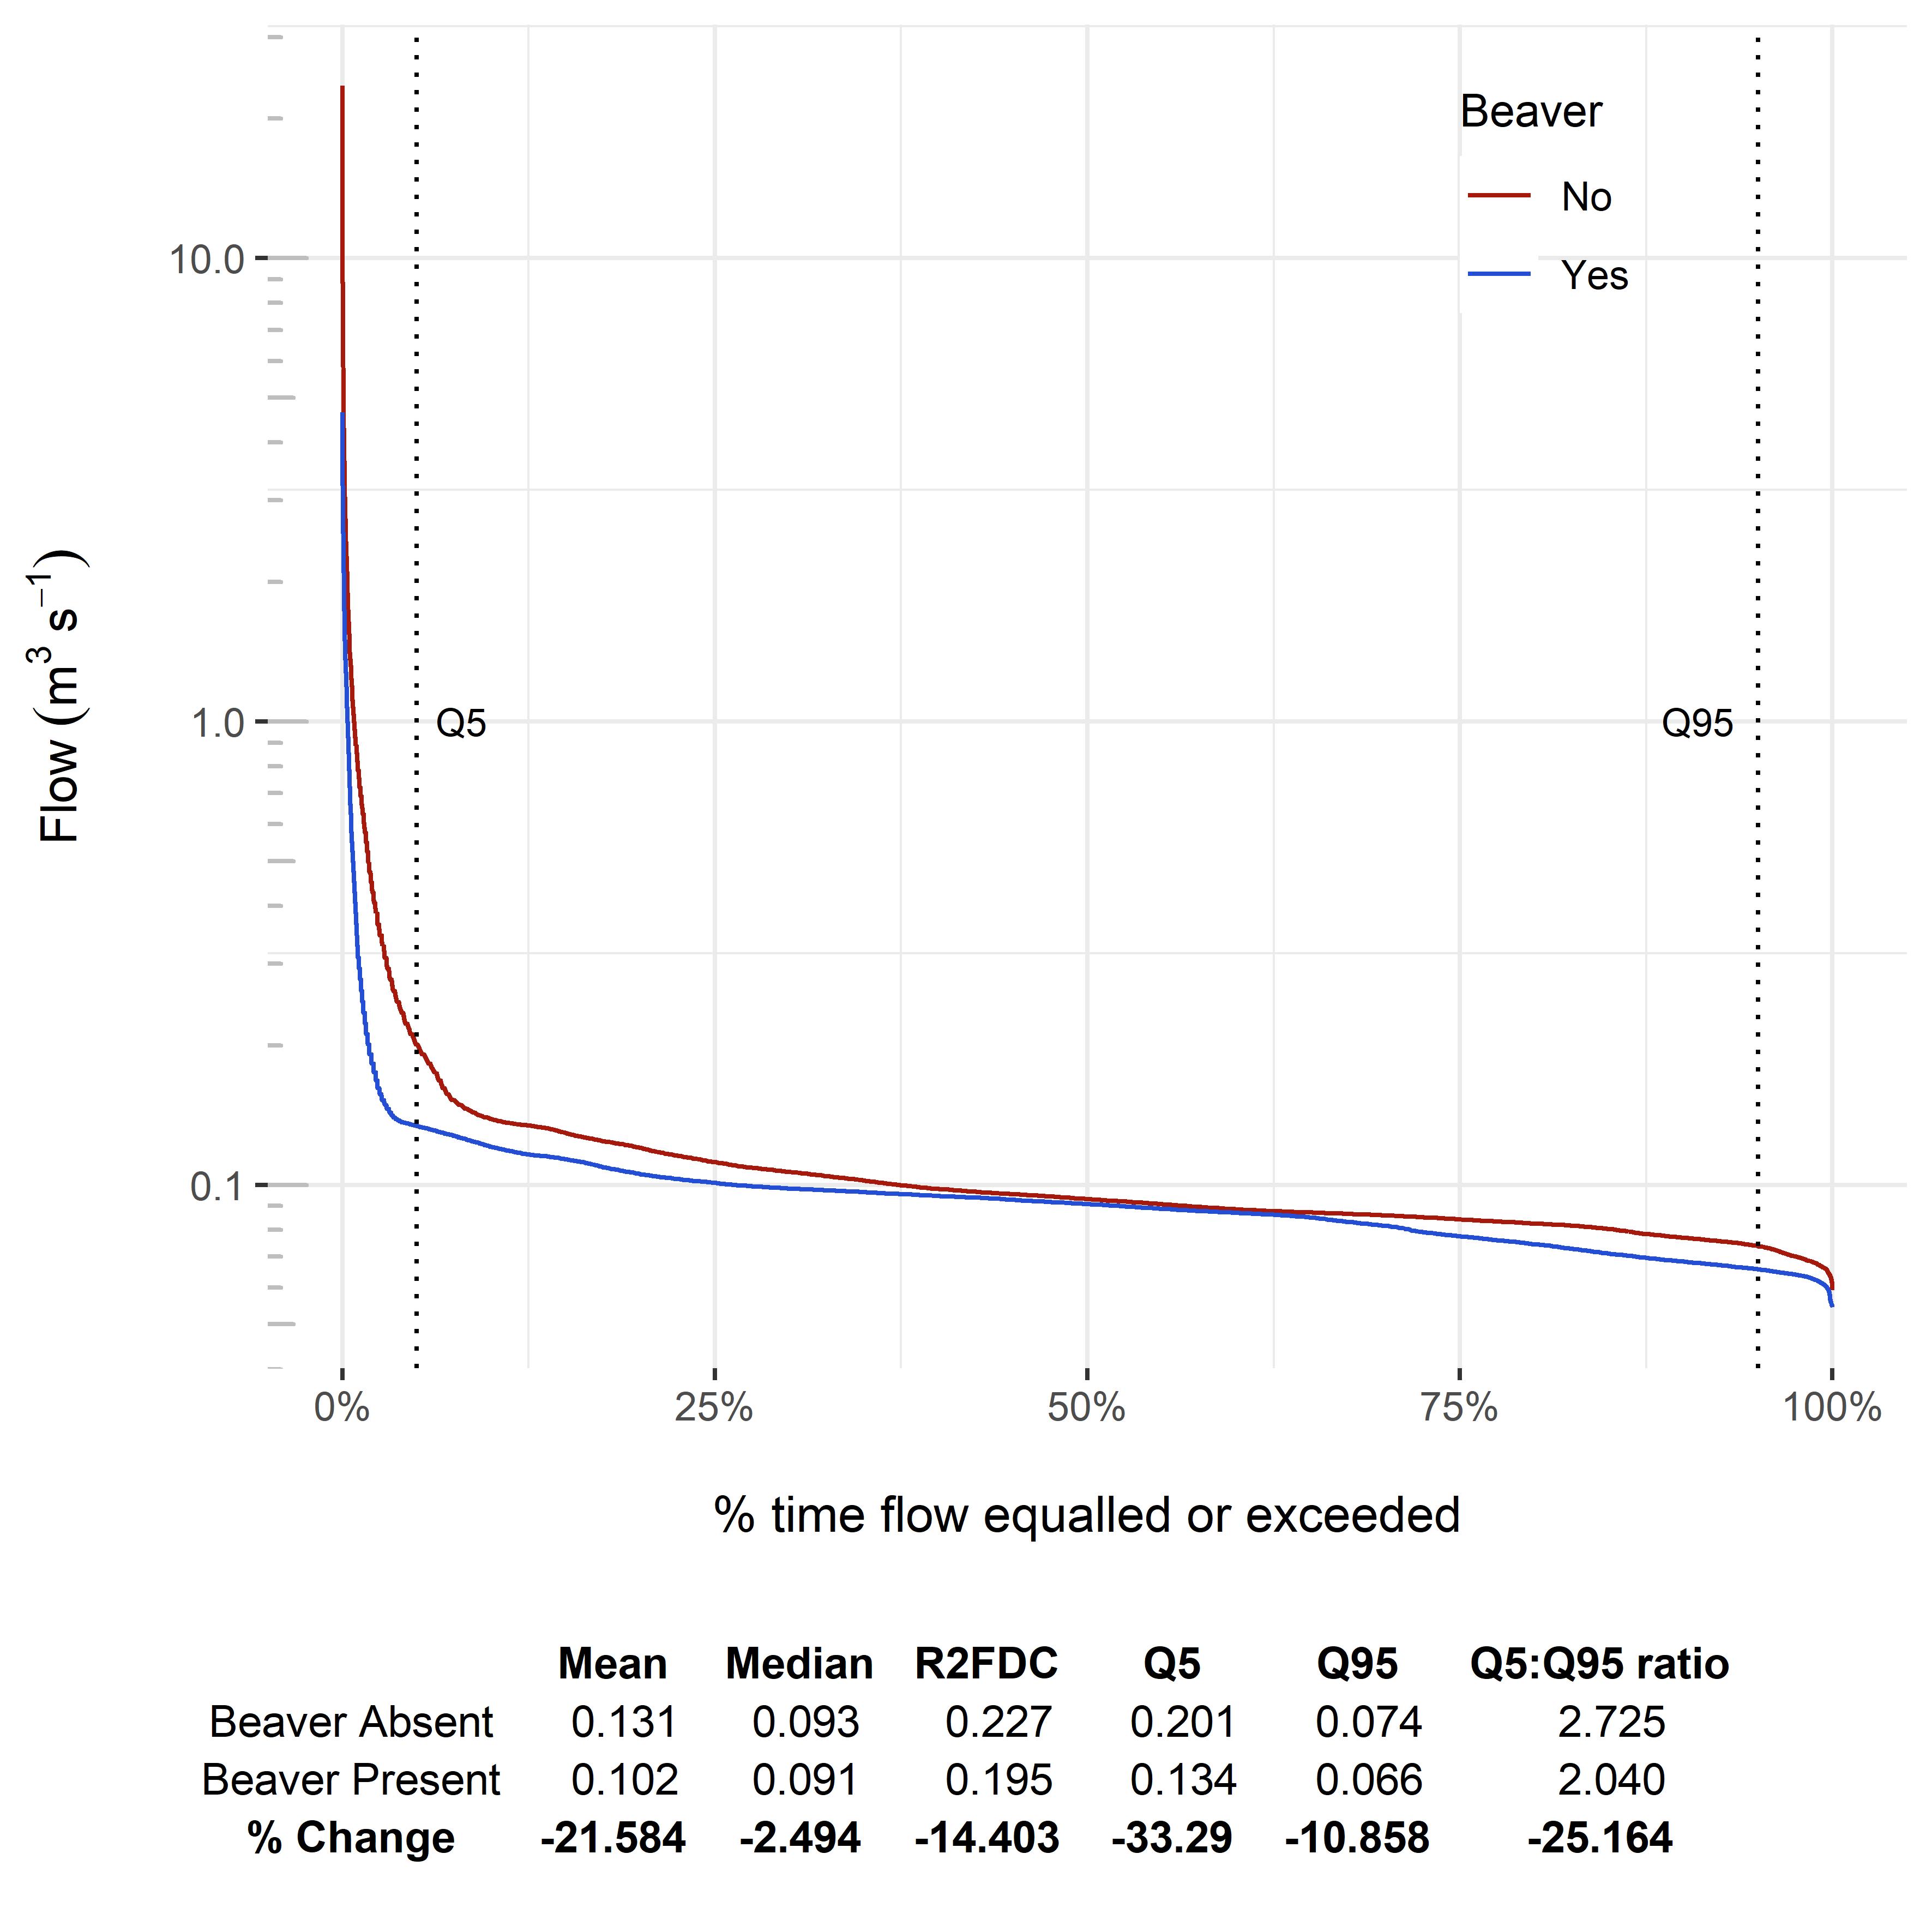 Beaver
No
Yes
10.0
1.0
0.1
Flow (m³ s⁻¹)
Q5
Q95
0%
25%
50%
75%
100%
% time flow equalled or exceeded
Mean Median R2FDC Q5 Q95 Q5:Q95 ratio
Beaver Absent 0.131 0.093 0.227 0.201 0.074 2.725
Beaver Present 0.102 0.091 0.195 0.134 0.066 2.040
% Change -21.584 -2.494 -14.403 -33.29 -10.858 -25.164